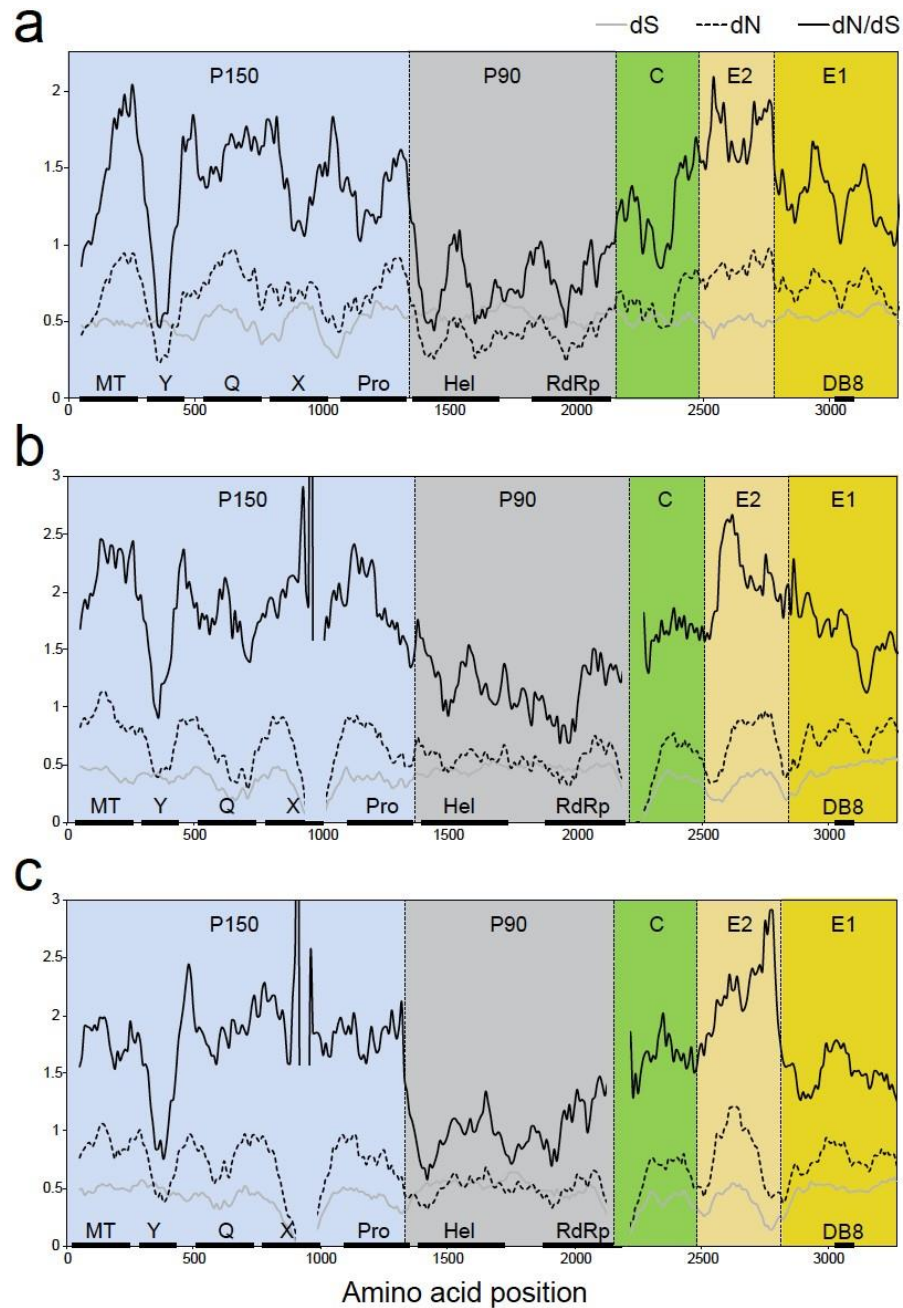 a
dS dN dN/dS
P150 P90 C E2 E1
2
1.5
1
0.5
0
MT Y Q X Pro Hel RdRp DB8
0 500 1000 1500 2000 2500 3000
b
3
P150 P90 C E2 E1
2.5
2
1.5
1
0.5
0
MT Y Q X Pro Hel RdRp DB8
0 500 1000 1500 2000 2500 3000
c
3
P150 P90 C E2 E1
2.5
2
1.5
1
0.5
0
MT Y Q X Pro Hel RdRp DB8
0 500 1000 1500 2000 2500 3000
Amino acid position